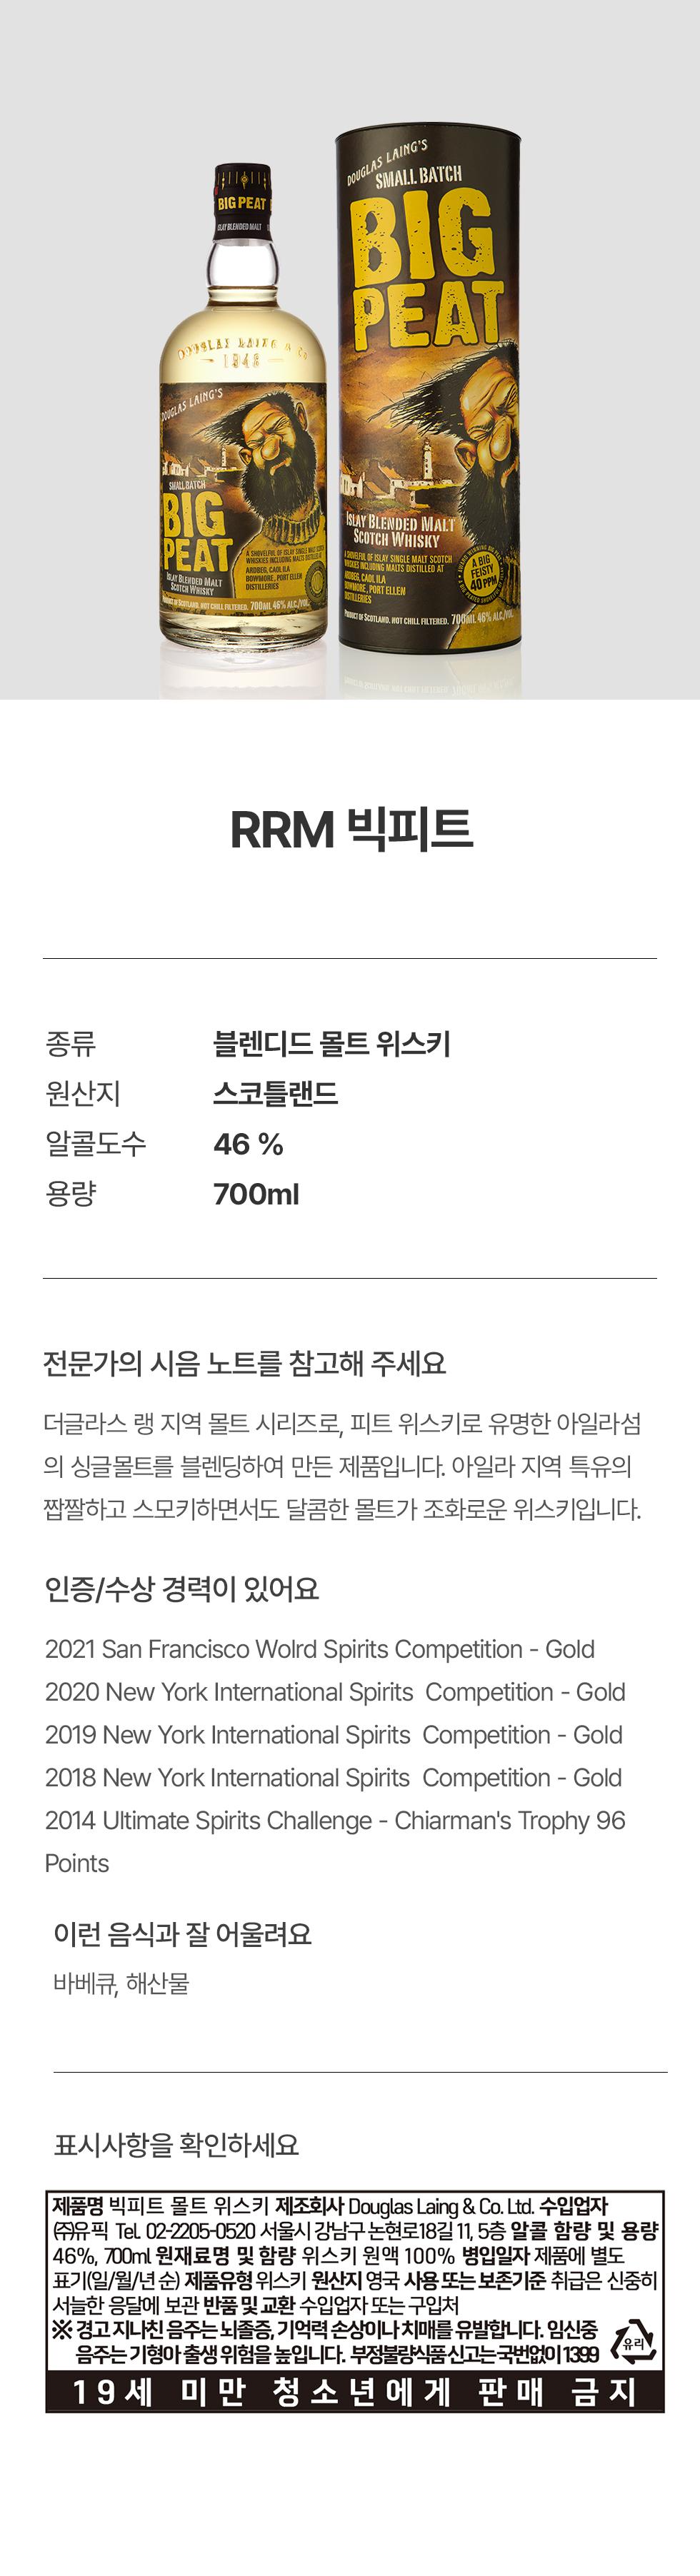 BIG PEAT
ISLAY BLENDED MALT
DOUGLAS LAING & CO
1948
DOUGLAS LAING'S
SMALL BATCH
BIG
PEAT
ISLAY BLENDED MALT
SCOTCH WHISKY
A SHOVELFUL OF ISLAY SINGLE MALT SCOTCH
WHISKIES INCLUDING MALTS DISTILLED AT
ARDBEG, CAOL ILA
BOWMORE, PORT ELLEN
DISTILLERIES
PRODUCT OF SCOTLAND. NOT CHILL FILTERED. 700ML 46% ALC./VOL.
DOUGLAS LAING'S
SMALL BATCH
BIG
PEAT
ISLAY BLENDED MALT
SCOTCH WHISKY
A SHOVELFUL OF ISLAY SINGLE MALT SCOTCH
WHISKIES INCLUDING MALTS DISTILLED AT
ARDBEG, CAOL ILA
BOWMORE, PORT ELLEN
DISTILLERIES
A BIG
FEISTY
40 PPM
PRODUCT OF SCOTLAND. NOT CHILL FILTERED. 700ML 46% ALC./VOL.
RRM 빅피트
종류 블렌디드 몰트 위스키
원산지 스코틀랜드
알콜도수 46 %
용량 700ml
전문가의 시음 노트를 참고해 주세요
더글라스 랭 지역 몰트 시리즈로, 피트 위스키로 유명한 아일라섬
의 싱글몰트를 블렌딩하여 만든 제품입니다. 아일라 지역 특유의
짭짤하고 스모키하면서도 달콤한 몰트가 조화로운 위스키입니다.
인증/수상 경력이 있어요
2021 San Francisco Wolrd Spirits Competition - Gold
2020 New York International Spirits  Competition - Gold
2019 New York International Spirits  Competition - Gold
2018 New York International Spirits  Competition - Gold
2014 Ultimate Spirits Challenge - Chiarman's Trophy 96
Points
이런 음식과 잘 어울려요
바베큐, 해산물
표시사항을 확인하세요
제품명 빅피트 몰트 위스키 제조회사 Douglas Laing & Co. Ltd. 수입업자
㈜유픽 Tel. 02-2205-0520 서울시 강남구 논현로18길 11, 5층 알콜 함량 및 용량
46%, 700ml 원재료명 및 함량 위스키 원액 100% 병입일자 제품에 별도
표기(일/월/년 순) 제품유형 위스키 원산지 영국 사용 또는 보존기준 취급은 신중히
서늘한 응달에 보관 반품 및 교환 수입업자 또는 구입처
※ 경고 지나친 음주는 뇌졸증, 기억력 손상이나 치매를 유발합니다. 임신중
음주는 기형아 출생 위험을 높입니다. 부정불량식품신고는국번없이1399
유리
19세 미만 청소년에게 판매 금지